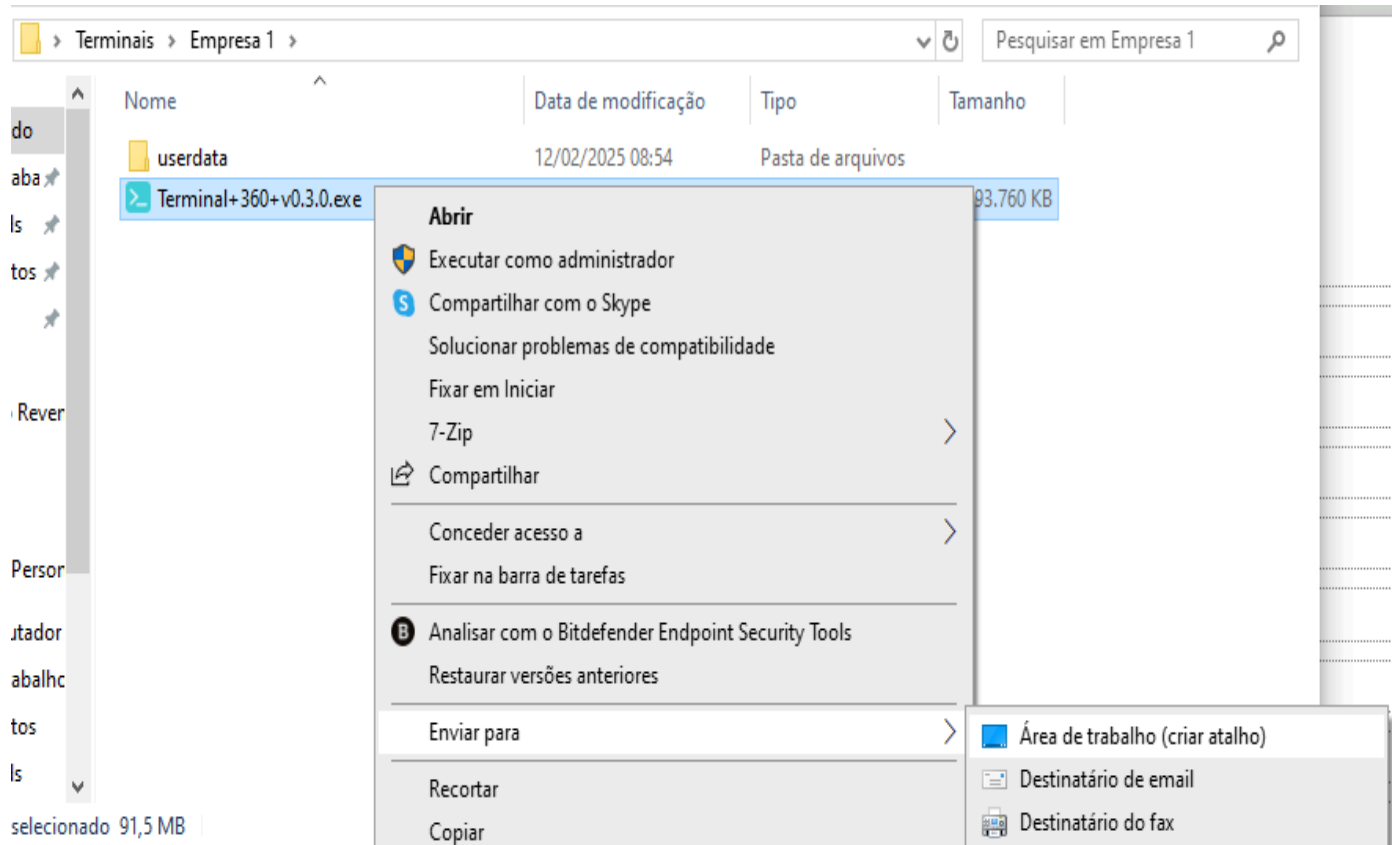 Terminais > Empresa 1 >
Pesquisar em Empresa 1
Nome
Data de modificação
Tipo
Tamanho
userdata
12/02/2025 08:54
Pasta de arquivos
Terminal+360+v0.3.0.exe
93.760 KB
do
aba
ls
tos
Rever
Persor
utador
abalho
tos
ls
Abrir
Executar como administrador
Compartilhar com o Skype
Solucionar problemas de compatibilidade
Fixar em Iniciar
7-Zip
Compartilhar
Conceder acesso a
Fixar na barra de tarefas
Analisar com o Bitdefender Endpoint Security Tools
Restaurar versões anteriores
Enviar para
Recortar
Copiar
Área de trabalho (criar atalho)
Destinatário de email
Destinatário do fax
selecionado 91,5 MB